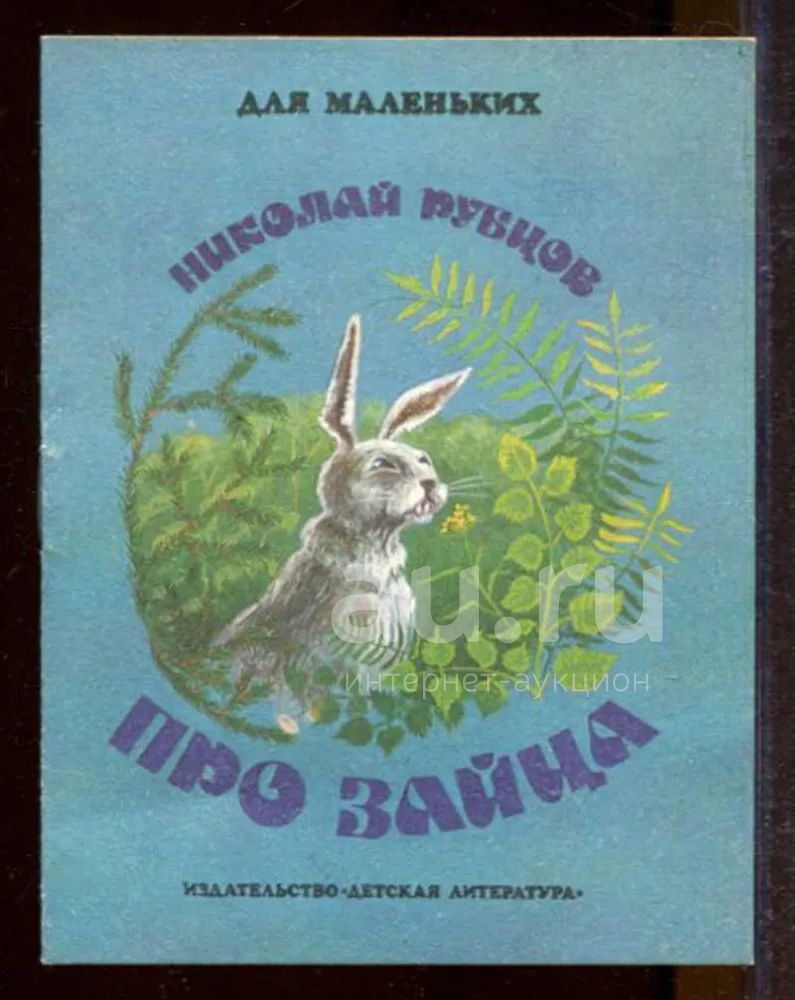 ДЛЯ МАЛЕНЬКИХ
НИКОЛАЙ РУБЦОВ
au.ru
интернет-аукцион
ПРО ЗАЙЦА
ИЗДАТЕЛЬСТВО «ДЕТСКАЯ ЛИТЕРАТУРА»